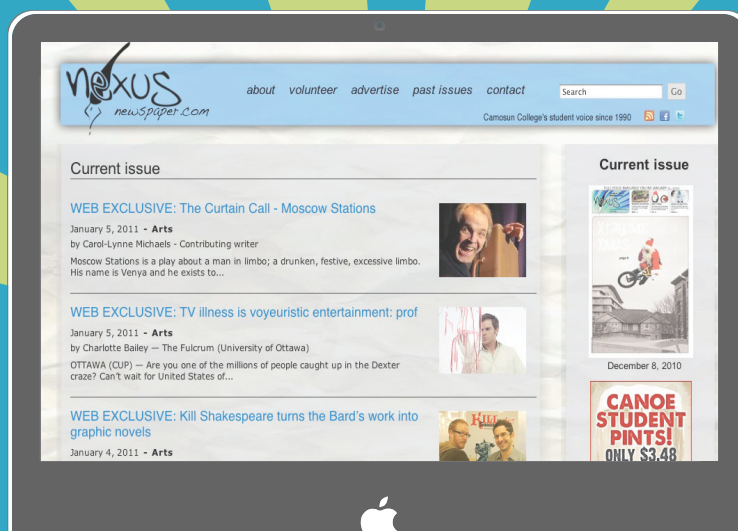 nexus
newspaper.com
about volunteer advertise past issues contact
Search Go
Camosun College's student voice since 1990
Current issue
WEB EXCLUSIVE: The Curtain Call - Moscow Stations
January 5, 2011 - Arts
by Carol-Lynne Michaels - Contributing writer
Moscow Stations is a play about a man in limbo; a drunken, festive, excessive limbo.
His name is Venya and he exists to...
WEB EXCLUSIVE: TV illness is voyeuristic entertainment: prof
January 5, 2011 - Arts
by Charlotte Bailey — The Fulcrum (University of Ottawa)
OTTAWA (CUP) — Are you one of the millions of people caught up in the Dexter
craze? Can't wait for United States of...
WEB EXCLUSIVE: Kill Shakespeare turns the Bard's work into
graphic novels
January 4, 2011 - Arts
KILL
Current issue
December 8, 2010
CANOE
STUDENT
PINTS!
ONLY $3.48